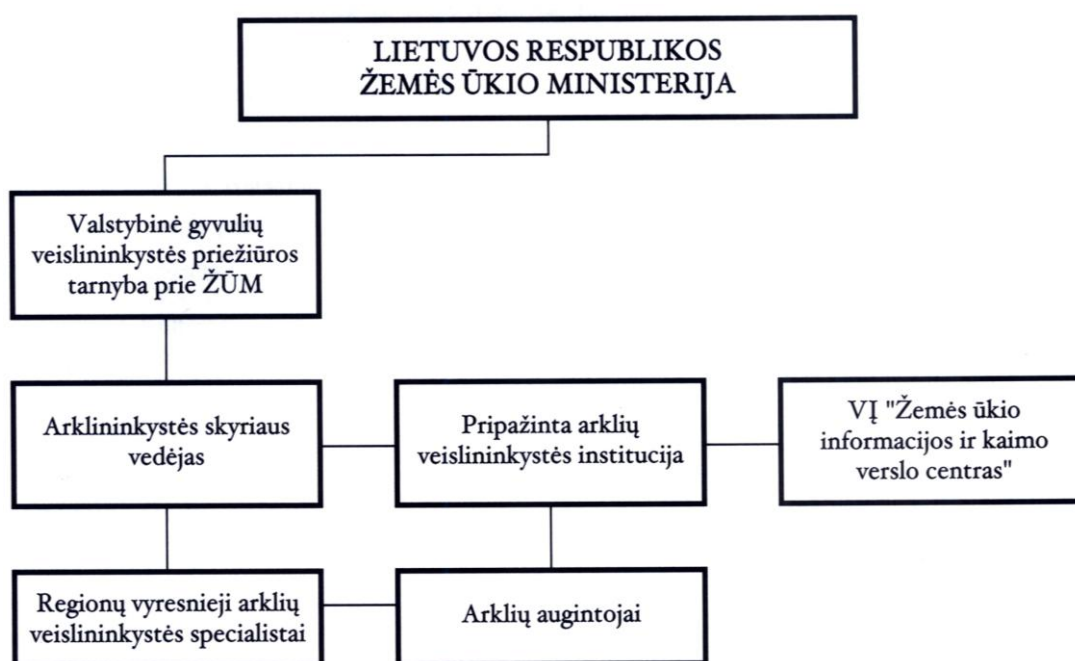 LIETUVOS RESPUBLIKOS
ŽEMĖS ŪKIO MINISTERIJA
Valstybinė gyvulių
veislininkystės priežiūros
tarnyba prie ŽŪM
Arklininkystės skyriaus
vedėjas
Pripažinta arklių
veislininkystės institucija
VĮ "Žemės ūkio
informacijos ir kaimo
verslo centras"
Regionų vyresnieji arklių
veislininkystės specialistai
Arklių augintojai